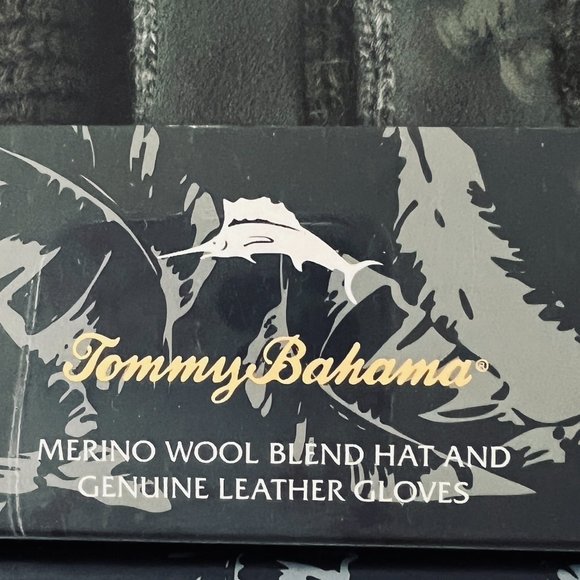 Tommy Bahama®
MERINO WOOL BLEND HAT AND
GENUINE LEATHER GLOVES